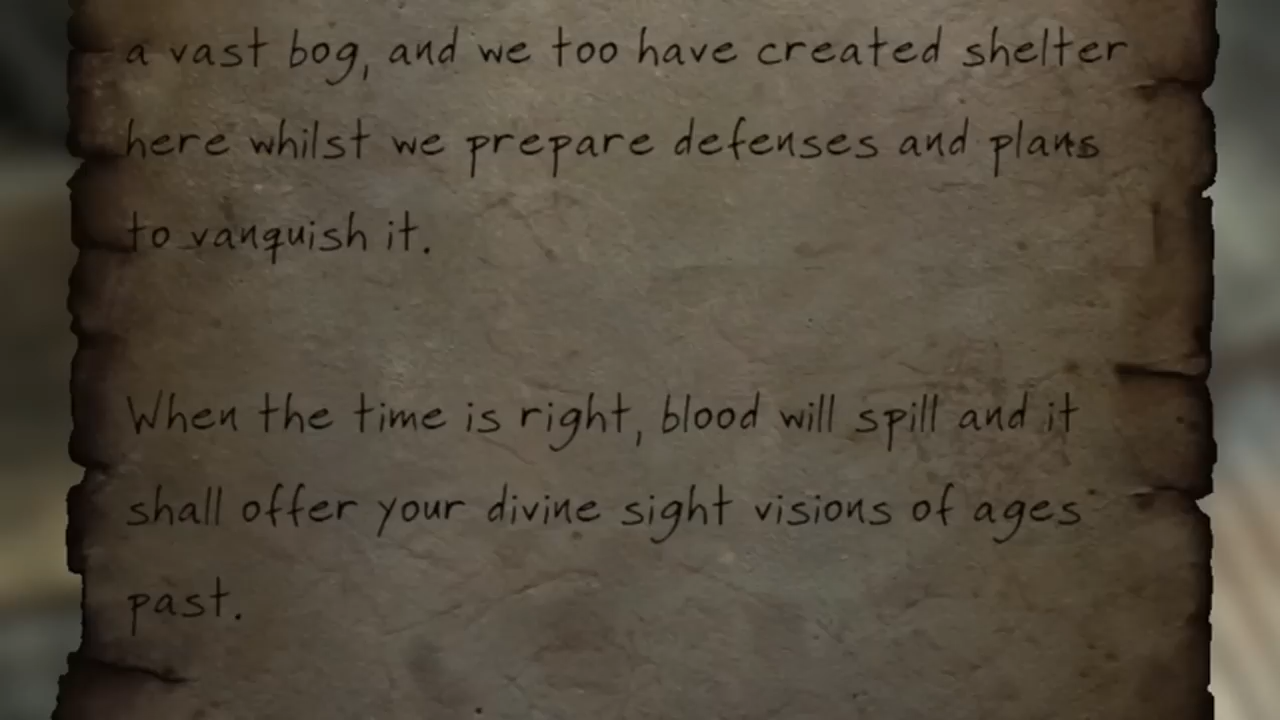 a vast bog, and we too have created shelter
here whilst we prepare defenses and plans
to vanquish it.
When the time is right, blood will spill and it
shall offer your divine sight visions of ages
past.